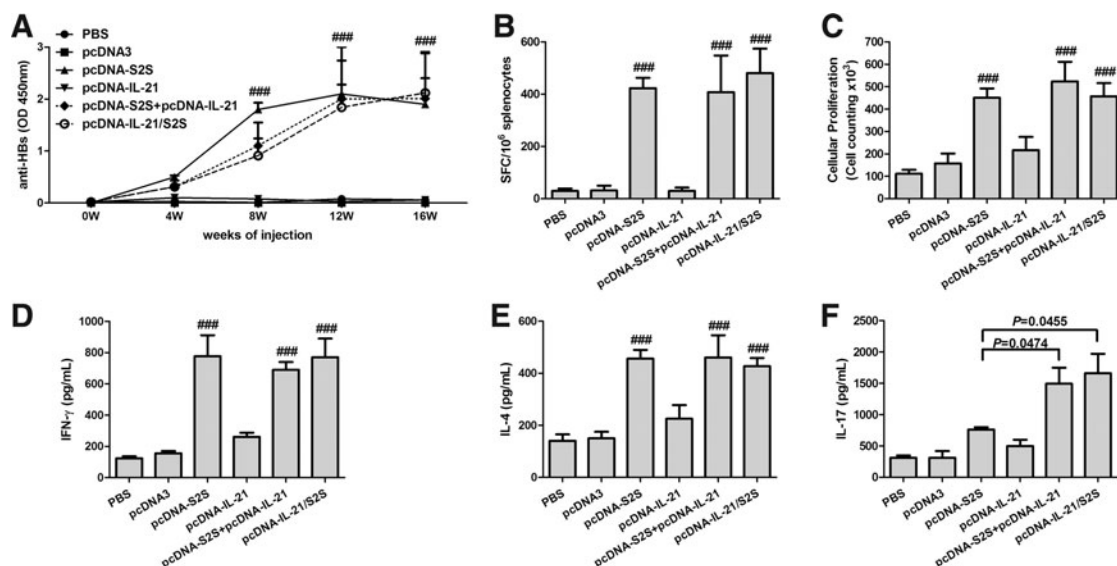 A
PBS
pcDNA3
pcDNA-S2S
pcDNA-IL-21
pcDNA-S2S+pcDNA-IL-21
pcDNA-IL-21/S2S
###
###
###
anti-HBs (OD 450nm)
3
2
1
0
0W 4W 8W 12W 16W
weeks of injection
B
SFC/10⁶ splenocytes
600
400
200
0
###
###
###
PBS
pcDNA3
pcDNA-S2S
pcDNA-IL-21
pcDNA-S2S+pcDNA-IL-21
pcDNA-IL-21/S2S
C
Cellular Proliferation
(Cell counting x10³)
700
600
500
400
300
200
100
0
###
###
###
PBS
pcDNA3
pcDNA-S2S
pcDNA-IL-21
pcDNA-S2S+pcDNA-IL-21
pcDNA-IL-21/S2S
D
IFN-γ (pg/mL)
1000
800
600
400
200
0
###
###
###
PBS
pcDNA3
pcDNA-S2S
pcDNA-IL-21
pcDNA-S2S+pcDNA-IL-21
pcDNA-IL-21/S2S
E
IL-4 (pg/mL)
600
400
200
0
###
###
###
PBS
pcDNA3
pcDNA-S2S
pcDNA-IL-21
pcDNA-S2S+pcDNA-IL-21
pcDNA-IL-21/S2S
F
IL-17 (pg/mL)
2500
2000
1500
1000
500
0
P=0.0455
P=0.0474
PBS
pcDNA3
pcDNA-S2S
pcDNA-IL-21
pcDNA-S2S+pcDNA-IL-21
pcDNA-IL-21/S2S